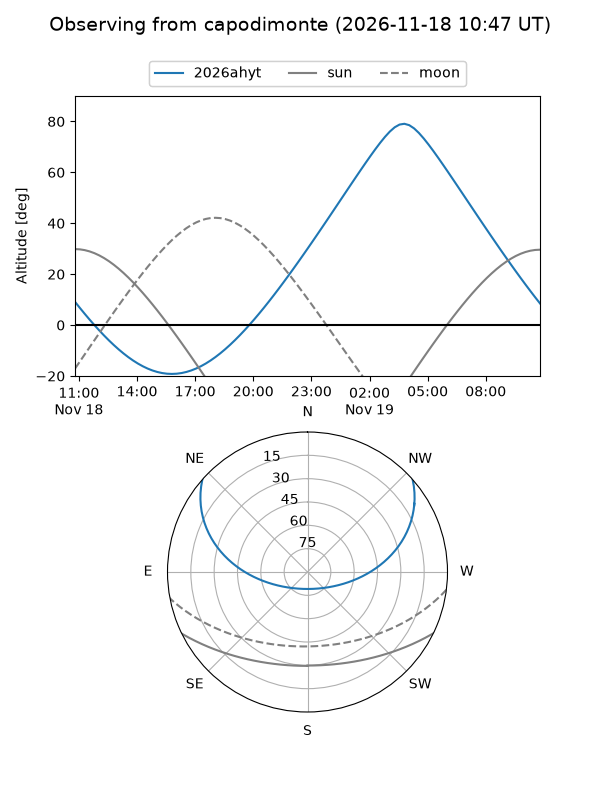 Observing from capodimonte (2026-11-18 10:47 UT)
2026ahyt sun moon
Altitude [deg]
80
60
40
20
0
−20
11:00 14:00 17:00 20:00 23:00 02:00 05:00 08:00
Nov 18 Nov 19
N
NE NW
15
30
45
60
75
E W
SE SW
S